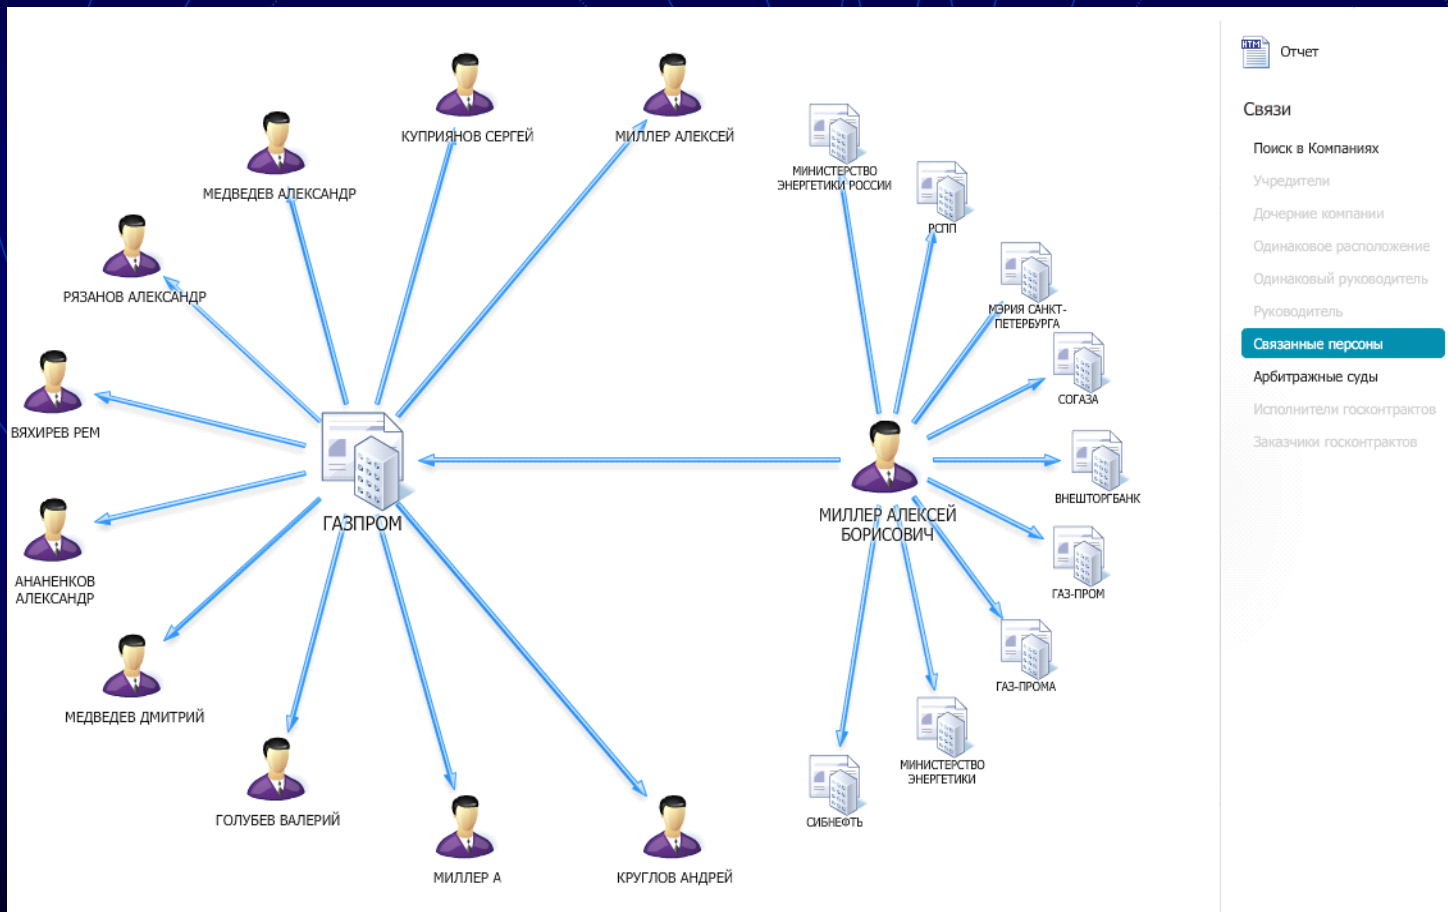 КУПРИЯНОВ СЕРГЕЙ
МИЛЛЕР АЛЕКСЕЙ
МЕДВЕДЕВ АЛЕКСАНДР
РЯЗАНОВ АЛЕКСАНДР
ВЯХИРЕВ РЕМ
АНАНЕНКОВ
АЛЕКСАНДР
МЕДВЕДЕВ ДМИТРИЙ
ГОЛУБЕВ ВАЛЕРИЙ
МИЛЛЕР А
КРУГЛОВ АНДРЕЙ
ГАЗПРОМ
МИЛЛЕР АЛЕКСЕЙ
БОРИСОВИЧ
МИНИСТЕРСТВО
ЭНЕРГЕТИКИ РОССИИ
РСПП
МЭРИЯ САНКТ-
ПЕТЕРБУРГА
СОГАЗА
ВНЕШТОРГБАНК
ГАЗ-ПРОМ
ГАЗ-ПРОМА
МИНИСТЕРСТВО
ЭНЕРГЕТИКИ
СИБНЕФТЬ
HTM
Отчет
Связи
Поиск в Компаниях
Учредители
Дочерние компании
Одинаковое расположение
Одинаковый руководитель
Руководитель
Связанные персоны
Арбитражные суды
Исполнители госконтрактов
Заказчики госконтрактов